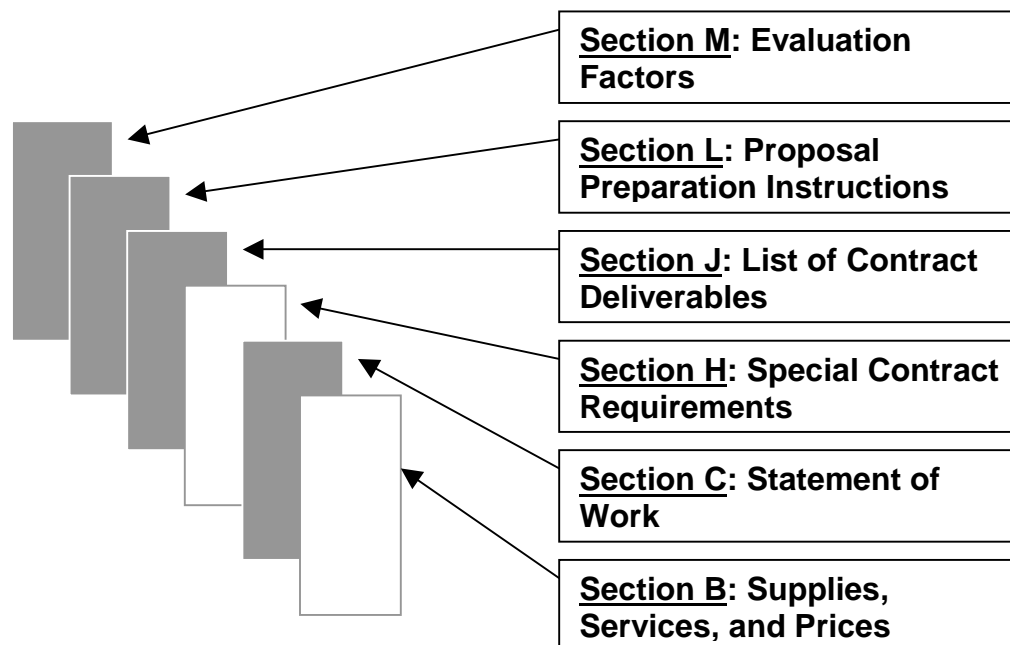 Section M: Evaluation
Factors
Section L: Proposal
Preparation Instructions
Section J: List of Contract
Deliverables
Section H: Special Contract
Requirements
Section C: Statement of
Work
Section B: Supplies,
Services, and Prices